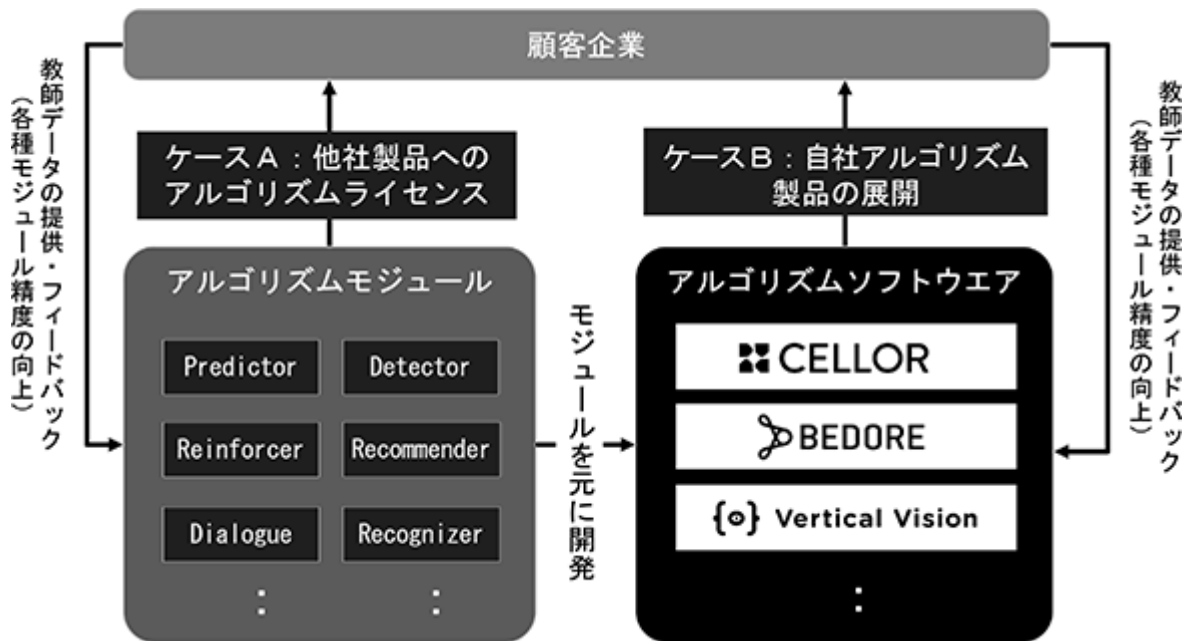 顧客企業
教師データの提供・フィードバック
（各種モジュール精度の向上）
ケースＡ：他社製品への
アルゴリズムライセンス
ケースＢ：自社アルゴリズム
製品の展開
教師データの提供・フィードバック
（各種モジュール精度の向上）
アルゴリズムモジュール
Predictor
Detector
Reinforcer
Recommender
Dialogue
Recognizer
：
：
モジュールを元に開発
アルゴリズムソフトウエア
CELLOR
BEDORE
{o} Vertical Vision
：